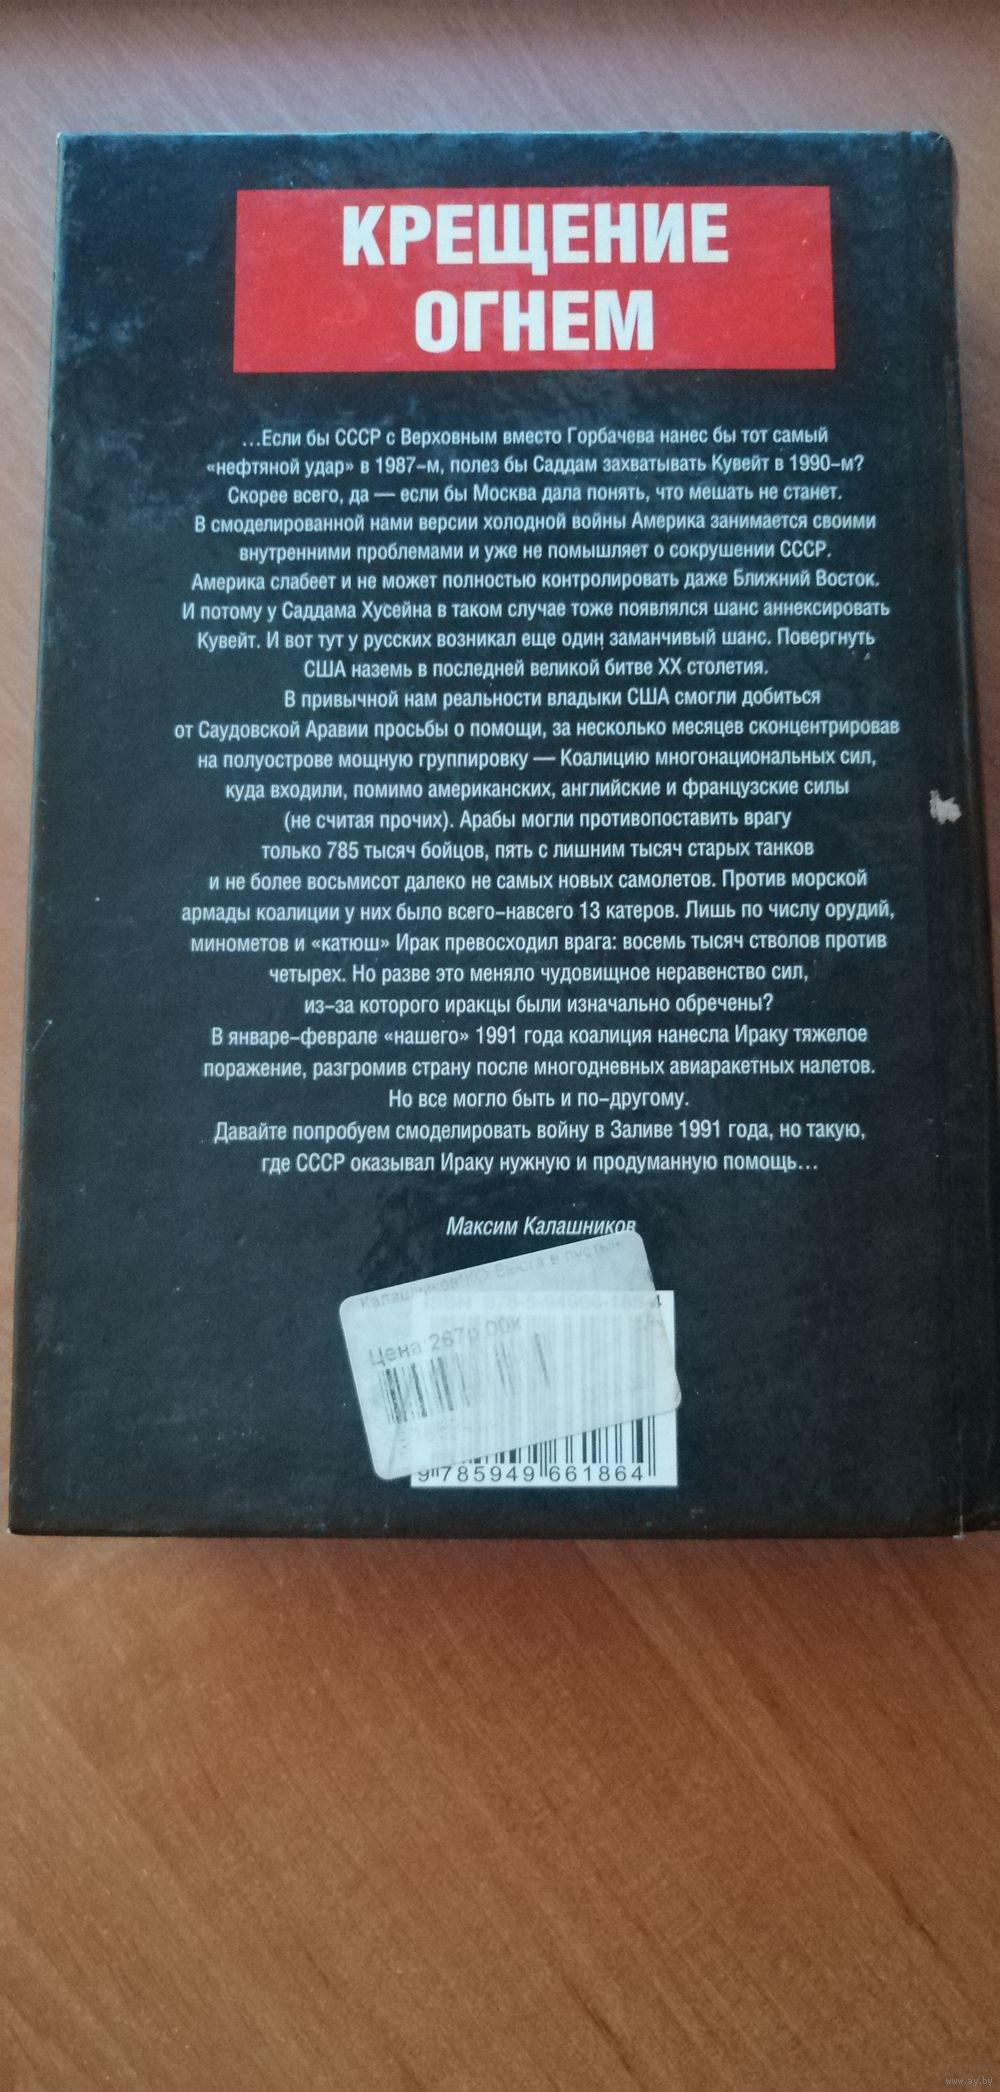 КРЕЩЕНИЕ
ОГНЕМ
...Если бы СССР с Верховным вместо Горбачева нанес бы тот самый
«нефтяной удар» в 1987-м, полез бы Саддам захватывать Кувейт в 1990-м?
Скорее всего, да — если бы Москва дала понять, что мешать не станет.
В смоделированной нами версии холодной войны Америка занимается своими
внутренними проблемами и уже не помышляет о сокрушении СССР.
Америка слабеет и не может полностью контролировать даже Ближний Восток.
И потому у Саддама Хусейна в таком случае тоже появлялся шанс аннексировать
Кувейт. И вот тут у русских возникал еще один заманчивый шанс. Повергнуть
США наземь в последней великой битве XX столетия.
В привычной нам реальности владыки США смогли добиться
от Саудовской Аравии просьбы о помощи, за несколько месяцев сконцентрировав
на полуострове мощную группировку — Коалицию многонациональных сил,
куда входили, помимо американских, английские и французские силы
(не считая прочих). Арабы могли противопоставить врагу
только 785 тысяч бойцов, пять с лишним тысяч старых танков
и не более восьмисот далеко не самых новых самолетов. Против морской
армады коалиции у них было всего-навсего 13 катеров. Лишь по числу орудий,
минометов и «катюш» Ирак превосходил врага: восемь тысяч стволов против
четырех. Но разве это меняло чудовищное неравенство сил,
из-за которого иракцы были изначально обречены?
В январе-феврале «нашего» 1991 года коалиция нанесла Ираку тяжелое
поражение, разгромив страну после многодневных авиаракетных налетов.
Но все могло быть и по-другому.
Давайте попробуем смоделировать войну в Заливе 1991 года, но такую,
где СССР оказывал Ираку нужную и продуманную помощь...
Максим Калашников
Цена 267р.00к
9 785949 661864
www.ay.by